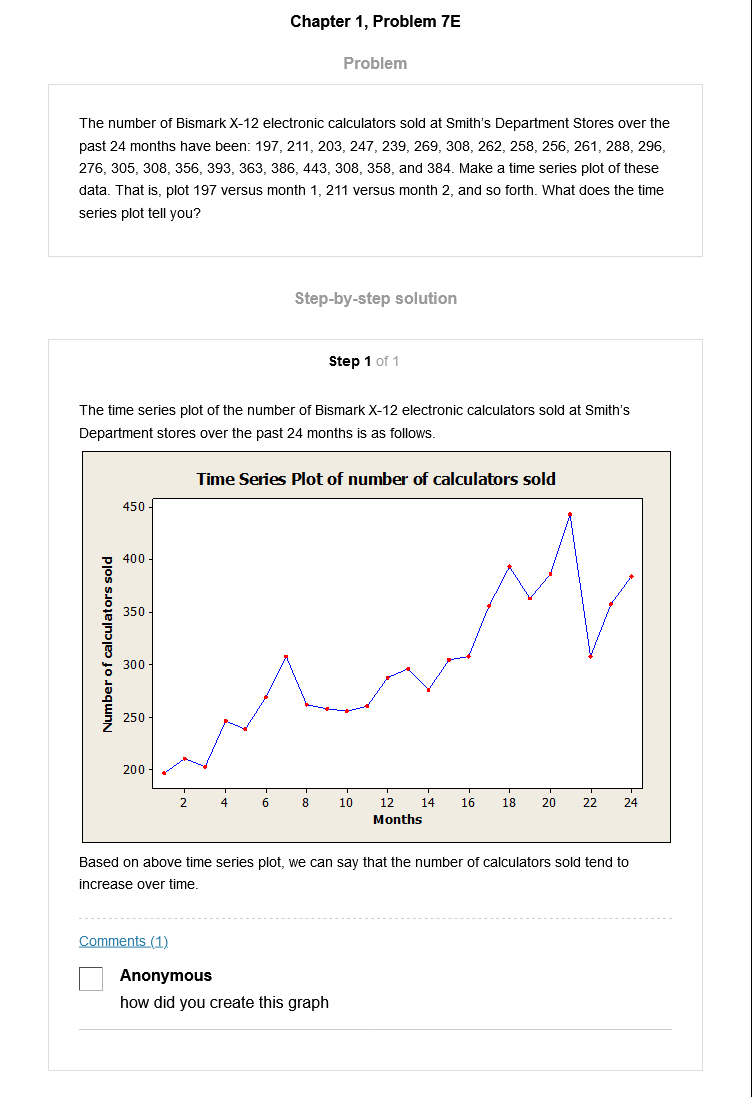 Chapter 1, Problem 7E
Problem
The number of Bismark X-12 electronic calculators sold at Smith's Department Stores over the
past 24 months have been: 197, 211, 203, 247, 239, 269, 308, 262, 258, 256, 261, 288, 296,
276, 305, 308, 356, 393, 363, 386, 443, 308, 358, and 384. Make a time series plot of these
data. That is, plot 197 versus month 1, 211 versus month 2, and so forth. What does the time
series plot tell you?
Step-by-step solution
Step 1 of 1
The time series plot of the number of Bismark X-12 electronic calculators sold at Smith's
Department stores over the past 24 months is as follows.
Time Series Plot of number of calculators sold
Number of calculators sold
450
400
350
300
250
200
2 4 6 8 10 12 14 16 18 20 22 24
Months
Based on above time series plot, we can say that the number of calculators sold tend to
increase over time.
Comments (1)
Anonymous
how did you create this graph